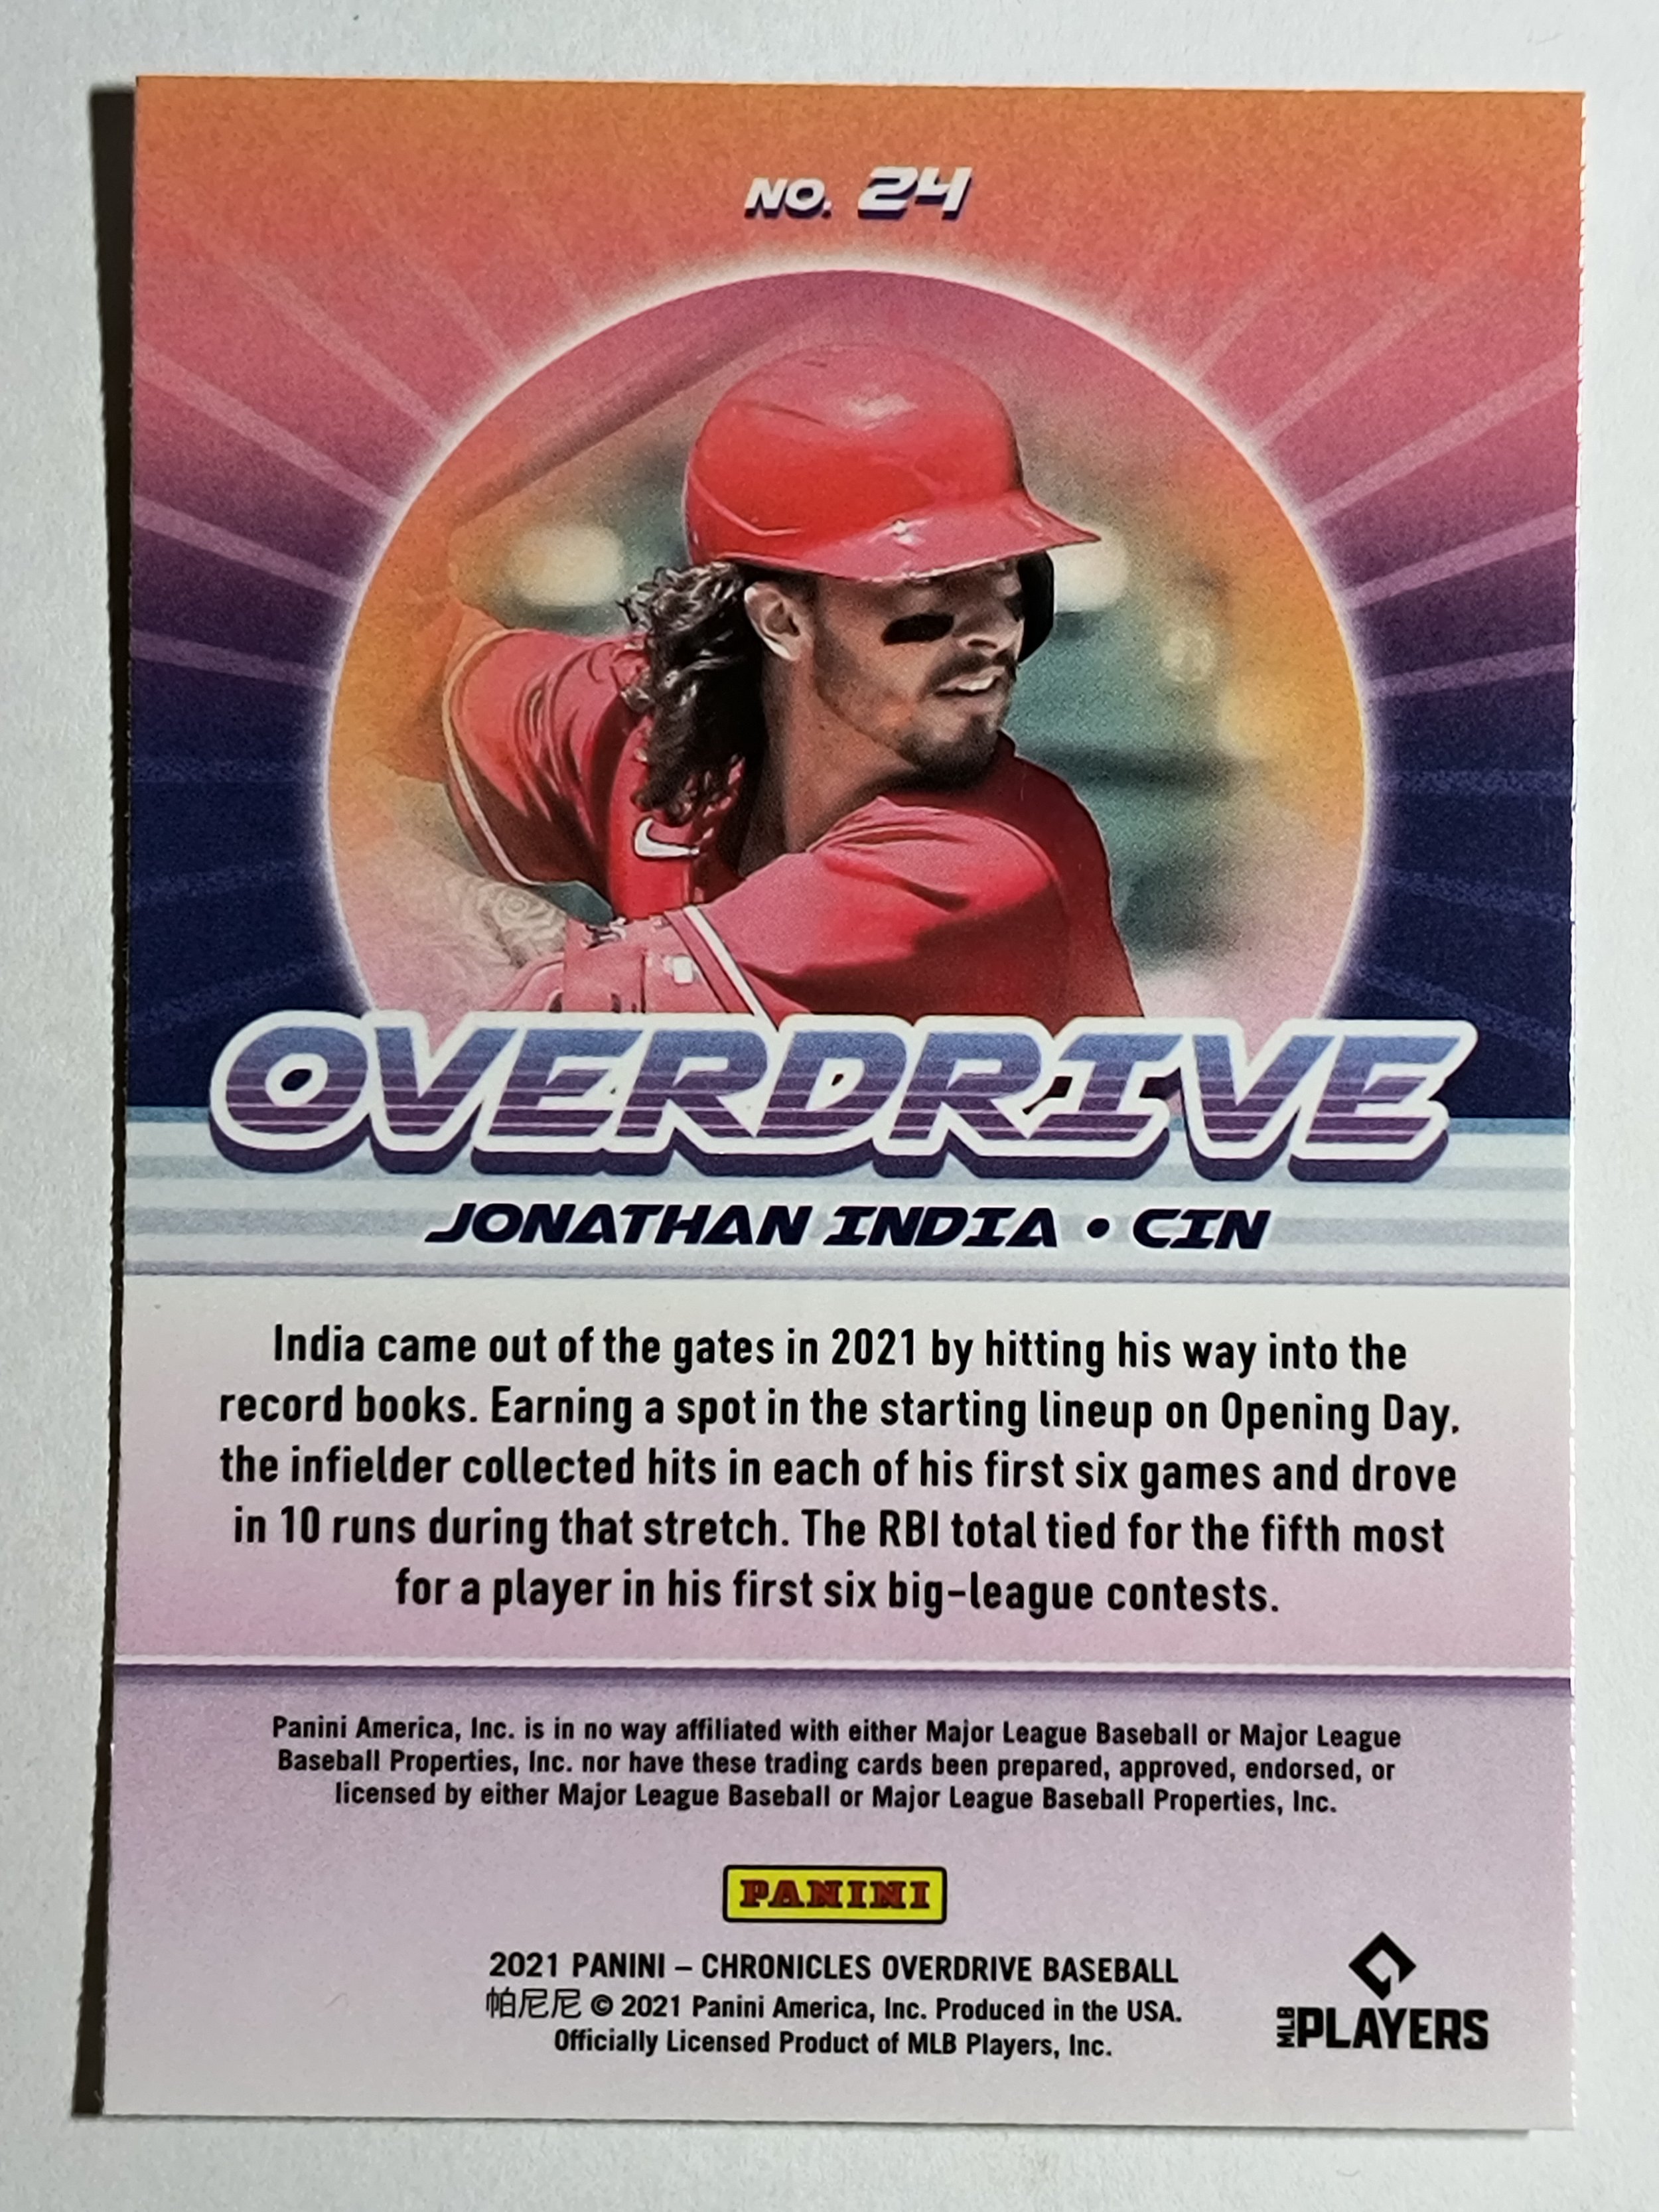 NO. 24
OVERDRIVE
JONATHAN INDIA • CIN
India came out of the gates in 2021 by hitting his way into the
record books. Earning a spot in the starting lineup on Opening Day,
the infielder collected hits in each of his first six games and drove
in 10 runs during that stretch. The RBI total tied for the fifth most
for a player in his first six big-league contests.
Panini America, Inc. is in no way affiliated with either Major League Baseball or Major League
Baseball Properties, Inc. nor have these trading cards been prepared, approved, endorsed, or
licensed by either Major League Baseball or Major League Baseball Properties, Inc.
PANINI
2021 PANINI – CHRONICLES OVERDRIVE BASEBALL
帕尼尼 © 2021 Panini America, Inc. Produced in the USA.
Officially Licensed Product of MLB Players, Inc.
MLB PLAYERS